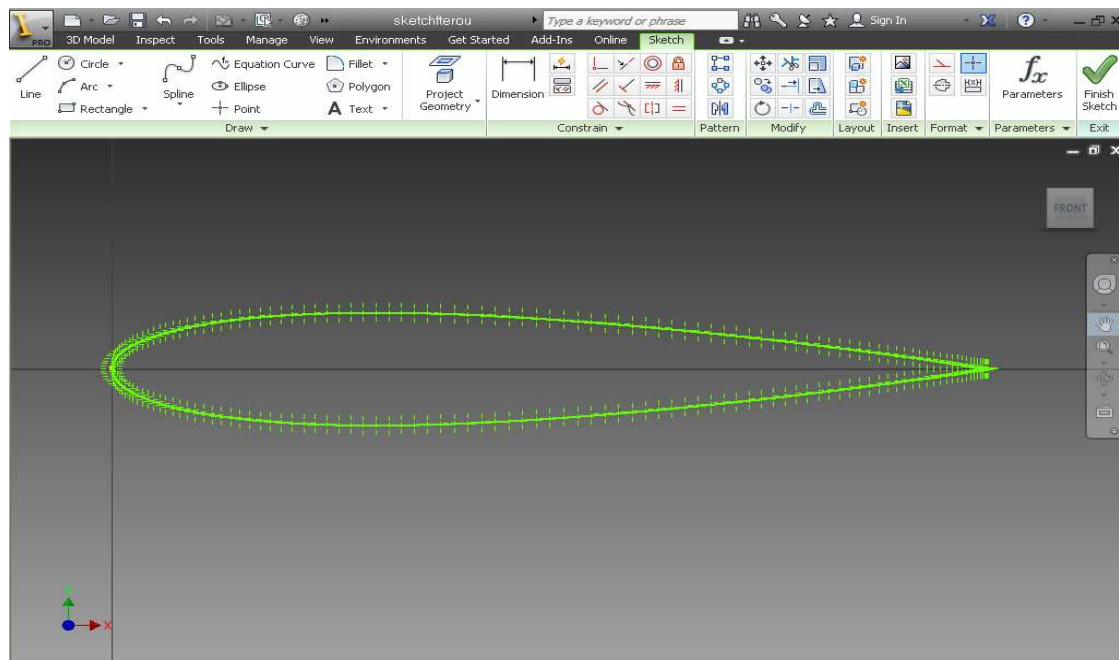 sketchfterou
Type a keyword or phrase
Sign In
PRO
3D Model Inspect Tools Manage View Environments Get Started Add-Ins Online Sketch
Line
Circle
Arc
Rectangle
Spline
Equation Curve
Ellipse
Point
Fillet
Polygon
A Text
Project
Geometry
Dimension
fx
Parameters
Finish
Sketch
Draw Constrain Pattern Modify Layout Insert Format Parameters Exit
FRONT
X